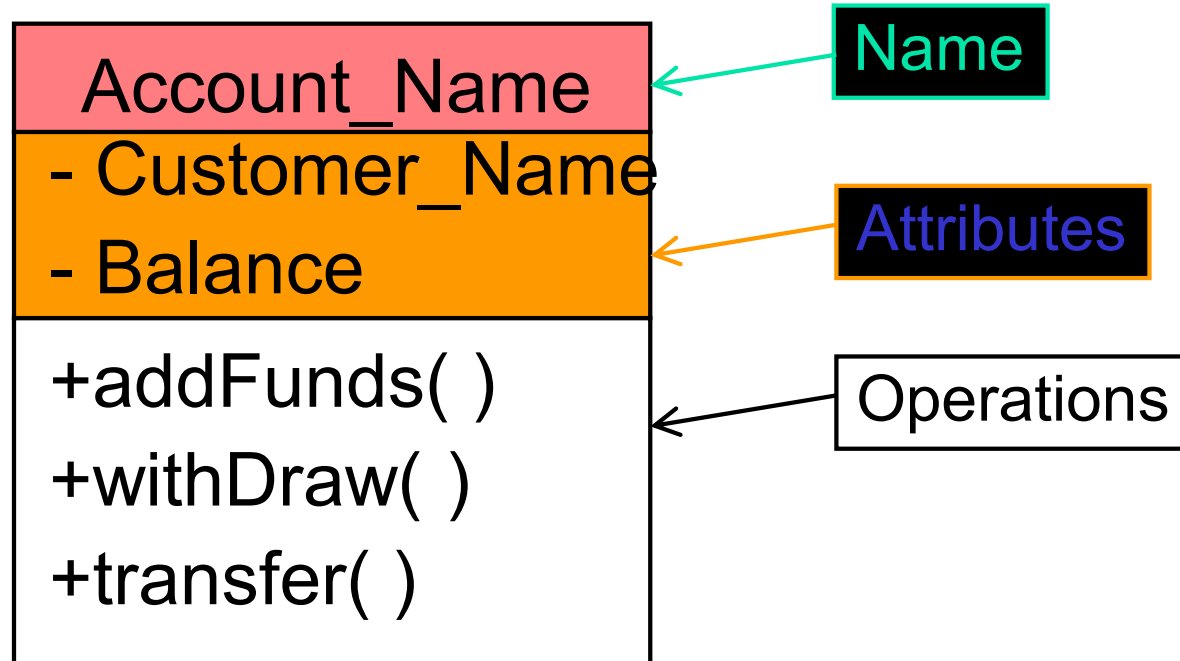 Account_Name
- Customer_Name
- Balance
+addFunds( )
+withDraw( )
+transfer( )
Name
Attributes
Operations